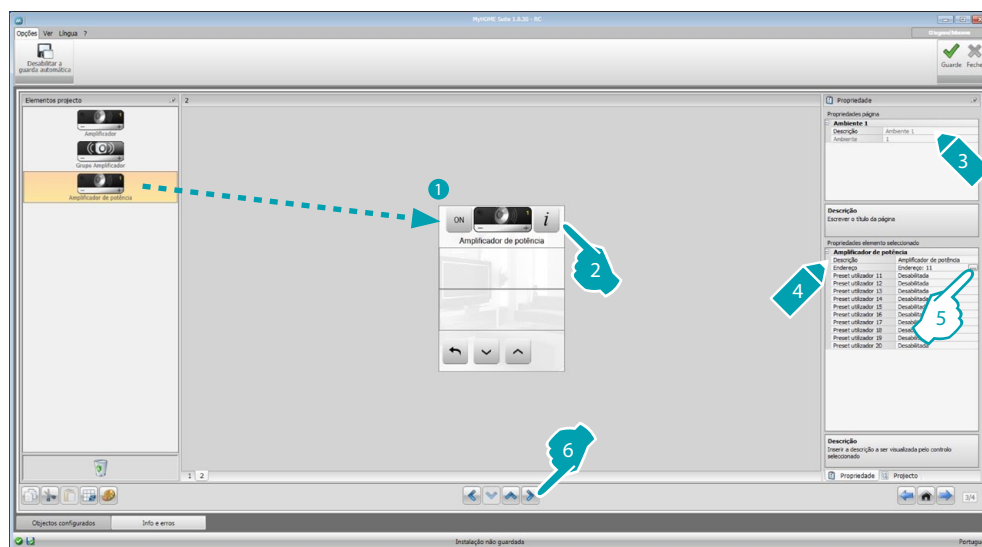 MyHOME Suite 1.0.30 - RC
Opções Ver Língua ?
Desabilitar a
guarda automática
Guarde Feche
Elementos projecto
2
Propriedade
Amplificador
Grupo Amplificador
Amplificador de potência
1
ON
i
Amplificador de potência
2
Propriedades página
Ambiente 1
Descrição Ambiente 1
Ambiente 1
3
Descrição
Escrever o título da página
Propriedades elemento seleccionado
Amplificador de potência
Descrição Amplificador de potência
Endereço Endereço: 11
Preset utilizador 11 Desabilitada
Preset utilizador 12 Desabilitada
Preset utilizador 13 Desabilitada
Preset utilizador 14 Desabilitada
Preset utilizador 15 Desabilitada
Preset utilizador 16 Desabilitada
Preset utilizador 17 Desabilitada
Preset utilizador 18 Desabilitada
Preset utilizador 19 Desabilitada
Preset utilizador 20 Desabilitada
4
5
6
Descrição
Inserir a descrição a ser visualizada pelo controlo
seleccionado
1 2
Propriedade Projecto
3/4
Objectos configurados Info e erros
Instalação não guardada
Portugu